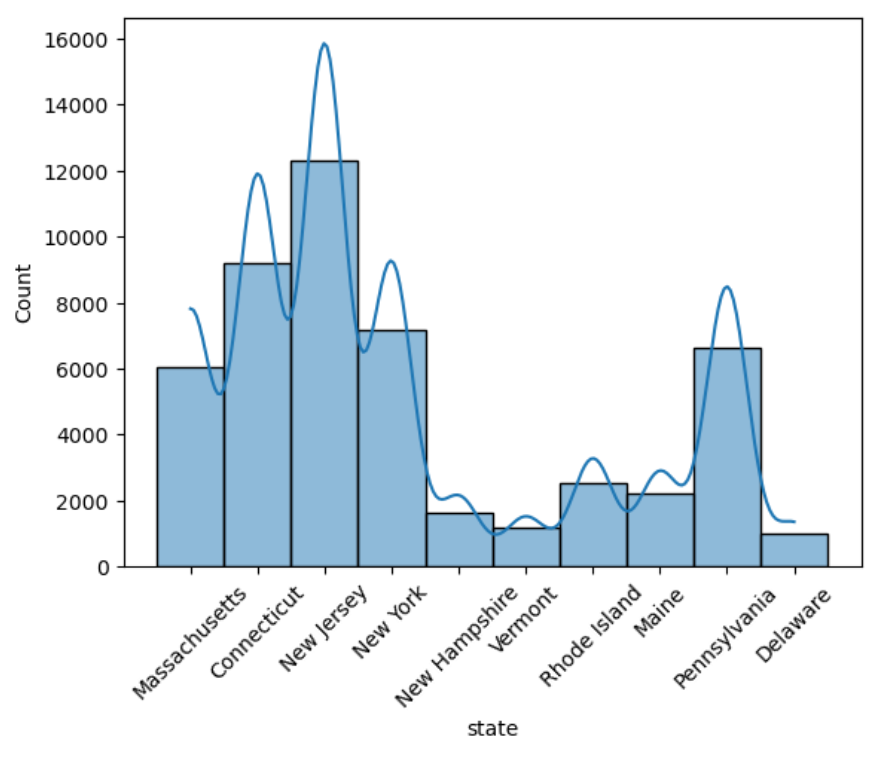 16000
14000
12000
10000
8000
6000
4000
2000
0
Count
Massachusetts
Connecticut
New Jersey
New York
New Hampshire
Vermont
Rhode Island
Maine
Pennsylvania
Delaware
state